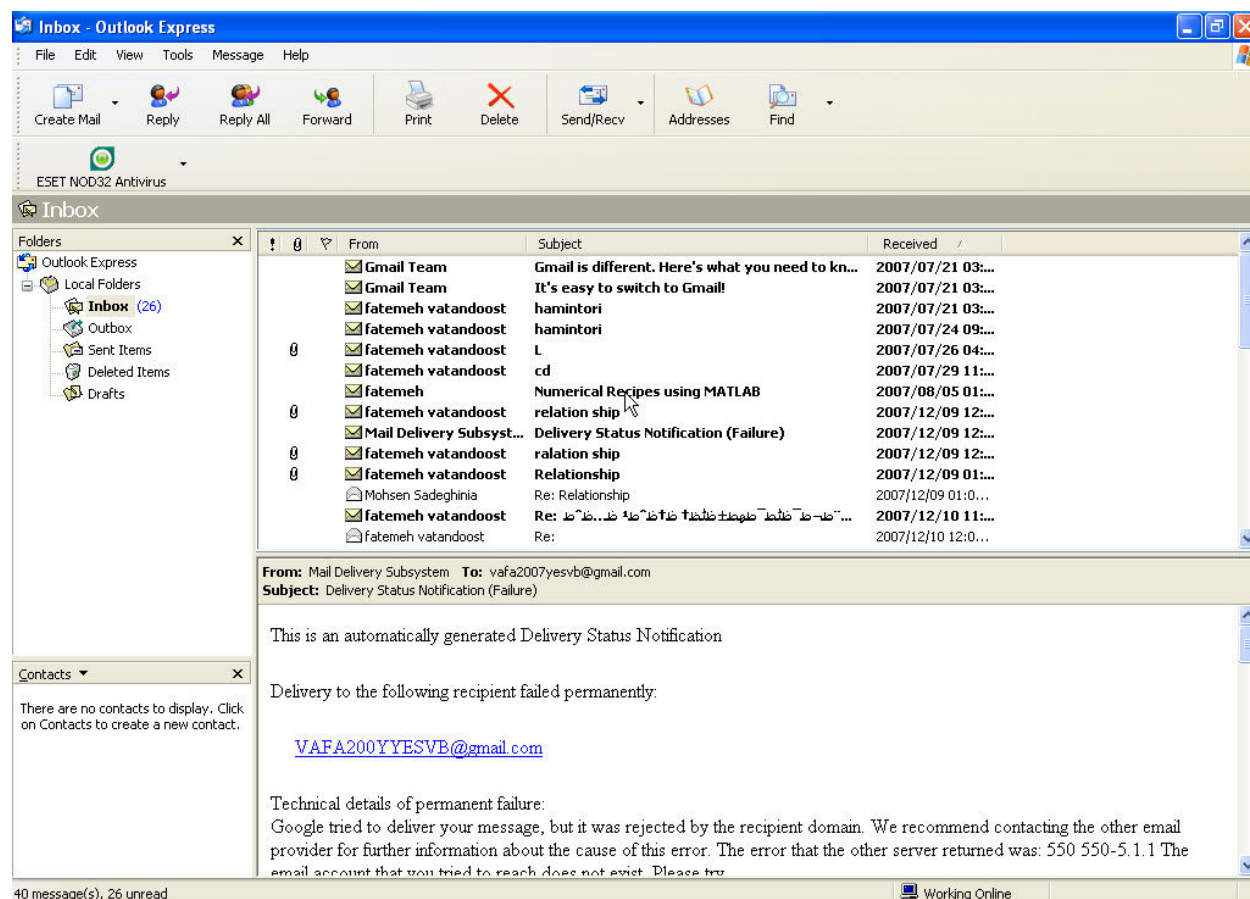 Inbox - Outlook Express
File Edit View Tools Message Help
Create Mail Reply Reply All Forward Print Delete Send/Recv Addresses Find
ESET NOD32 Antivirus
Inbox
Folders
Outlook Express
Local Folders
Inbox (26)
Outbox
Sent Items
Deleted Items
Drafts
Contacts
There are no contacts to display. Click
on Contacts to create a new contact.
! From Subject Received
Gmail Team Gmail is different. Here's what you need to kn... 2007/07/21 03:...
Gmail Team It's easy to switch to Gmail! 2007/07/21 03:...
fatemeh vatandoost hamintori 2007/07/21 03:...
fatemeh vatandoost hamintori 2007/07/24 09:...
fatemeh vatandoost L 2007/07/26 04:...
fatemeh vatandoost cd 2007/07/29 11:...
fatemeh Numerical Recipes using MATLAB 2007/08/05 01:...
fatemeh vatandoost relation ship 2007/12/09 12:...
Mail Delivery Subsyst... Delivery Status Notification (Failure) 2007/12/09 12:...
fatemeh vatandoost ralation ship 2007/12/09 12:...
fatemeh vatandoost Relationship 2007/12/09 01:...
Mohsen Sadeghinia Re: Relationship 2007/12/09 01:0...
fatemeh vatandoost Re: 2007/12/10 11:...
fatemeh vatandoost Re: 2007/12/10 12:0...
From: Mail Delivery Subsystem To: vafa2007yesvb@gmail.com
Subject: Delivery Status Notification (Failure)
This is an automatically generated Delivery Status Notification
Delivery to the following recipient failed permanently:
VAFA200YYESVB@gmail.com
Technical details of permanent failure:
Google tried to deliver your message, but it was rejected by the recipient domain. We recommend contacting the other email
provider for further information about the cause of this error. The error that the other server returned was: 550 550-5.1.1 The
email account that you tried to reach does not exist. Please try
40 message(s), 26 unread
Working Online